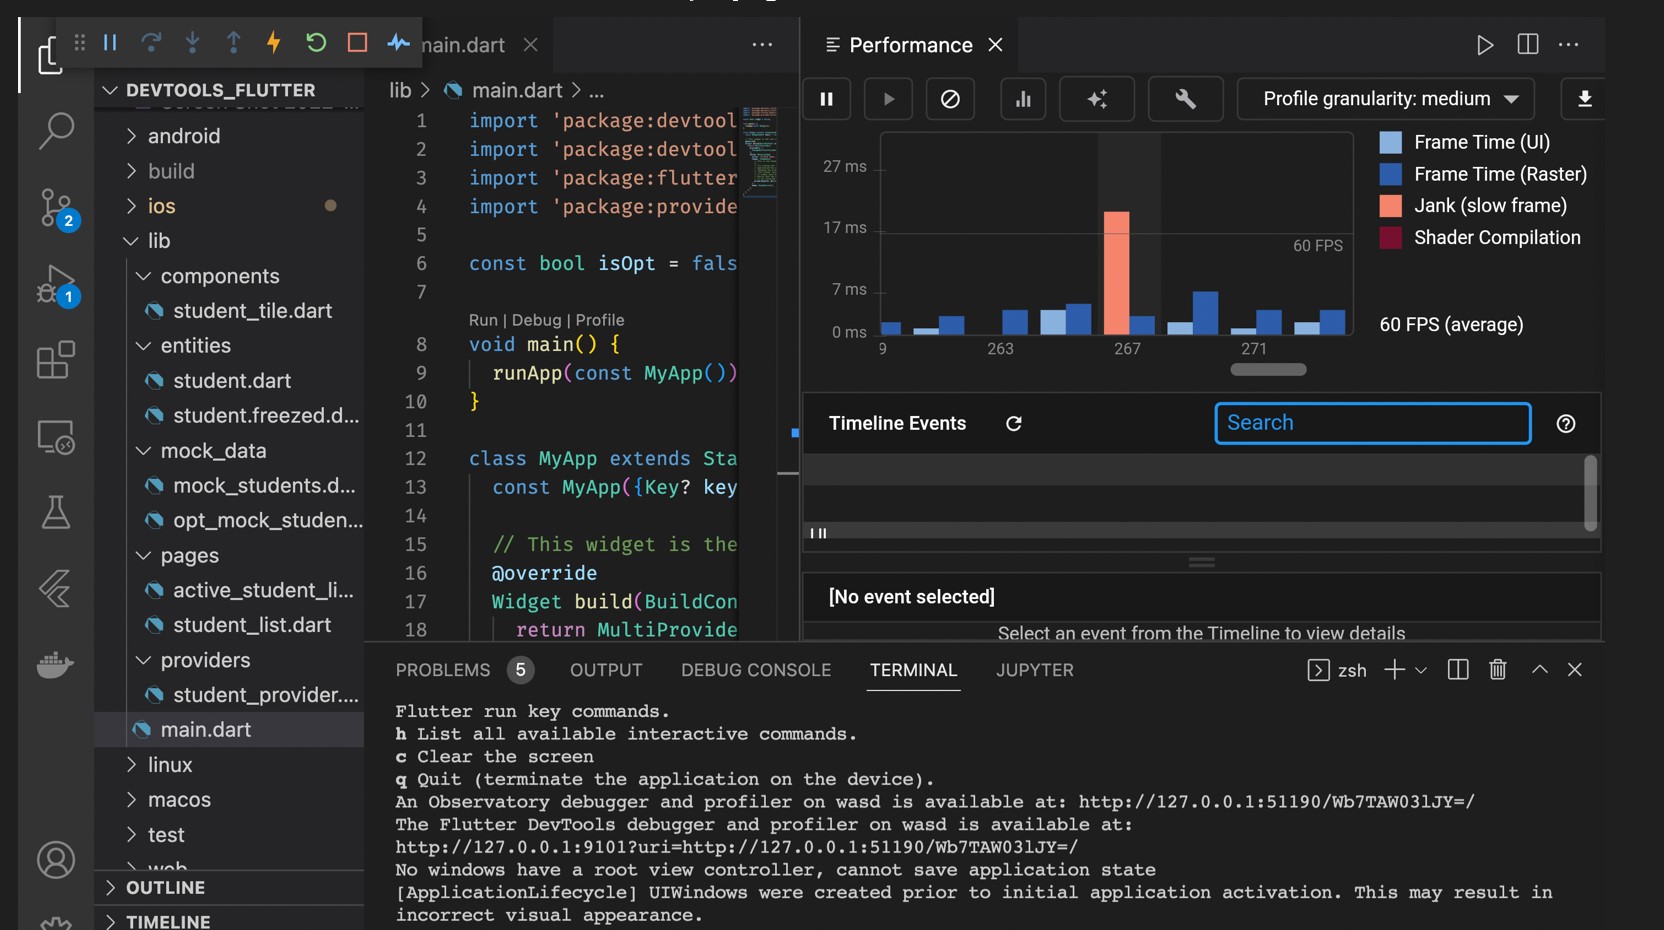 main.dart
...
Performance
DEVTOOLS_FLUTTER
lib
main.dart
...
Profile granularity: medium
android
build
ios
lib
components
student_tile.dart
entities
student.dart
student.freezed.d...
mock_data
mock_students.d...
opt_mock_studen...
pages
active_student_li...
student_list.dart
providers
student_provider....
main.dart
linux
macos
test
web
OUTLINE
TIMELINE
2
1
1 import 'package:devtool
2 import 'package:devtool
3 import 'package:flutter
4 import 'package:provide
5
6 const bool isOpt = fals
7
Run | Debug | Profile
8 void main() {
9 runApp(const MyApp())
10 }
11
12 class MyApp extends Sta
13 const MyApp({Key? key
14
15 // This widget is the
16 @override
17 Widget build(BuildCon
18 return MultiProvide
27 ms
17 ms
7 ms
0 ms
60 FPS
9 263 267 271
Frame Time (UI)
Frame Time (Raster)
Jank (slow frame)
Shader Compilation
60 FPS (average)
Timeline Events
Search
UI
[No event selected]
Select an event from the Timeline to view details
PROBLEMS 5 OUTPUT DEBUG CONSOLE TERMINAL JUPYTER
zsh
Flutter run key commands.
h List all available interactive commands.
c Clear the screen
q Quit (terminate the application on the device).
An Observatory debugger and profiler on wasd is available at: http://127.0.0.1:51190/Wb7TAW03lJY=/
The Flutter DevTools debugger and profiler on wasd is available at:
http://127.0.0.1:9101?uri=http://127.0.0.1:51190/Wb7TAW03lJY=/
No windows have a root view controller, cannot save application state
[ApplicationLifecycle] UIWindows were created prior to initial application activation. This may result in
incorrect visual appearance.